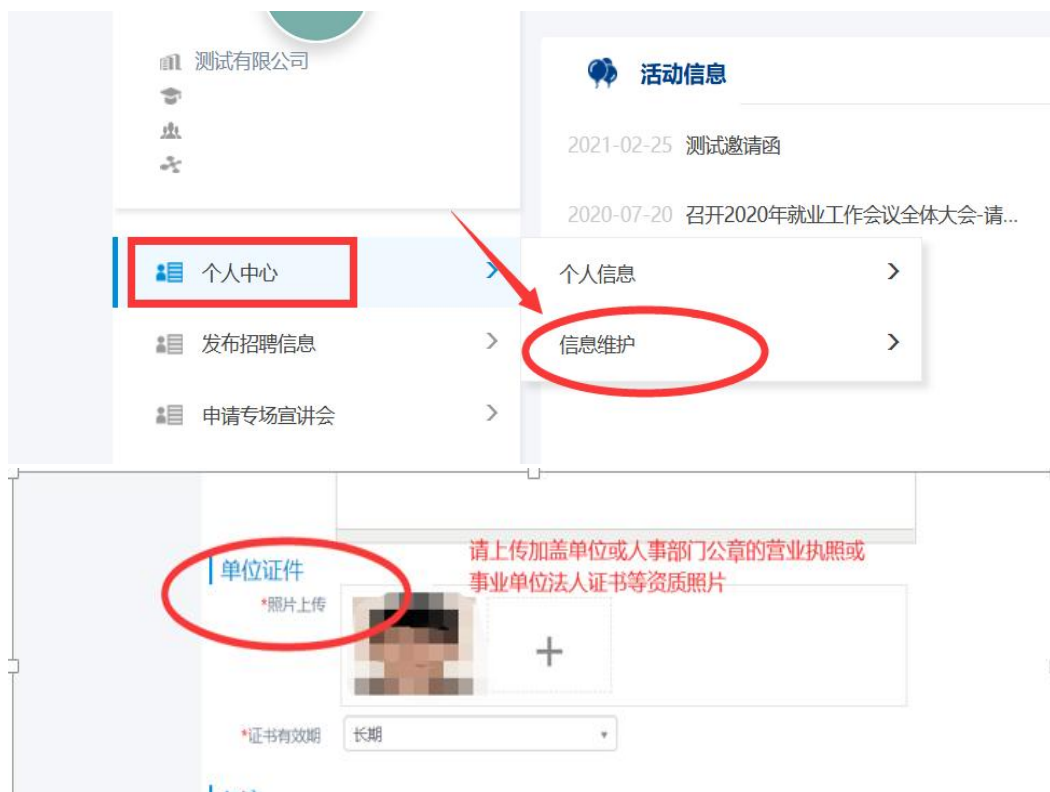 测试有限公司
活动信息
2021-02-25 测试邀请函
2020-07-20 召开2020年就业工作会议全体大会-请...
个人中心
个人信息
发布招聘信息
信息维护
申请专场宣讲会
请上传加盖单位或人事部门公章的营业执照或
事业单位法人证书等资质照片
单位证件
*照片上传
*证书有效期 长期